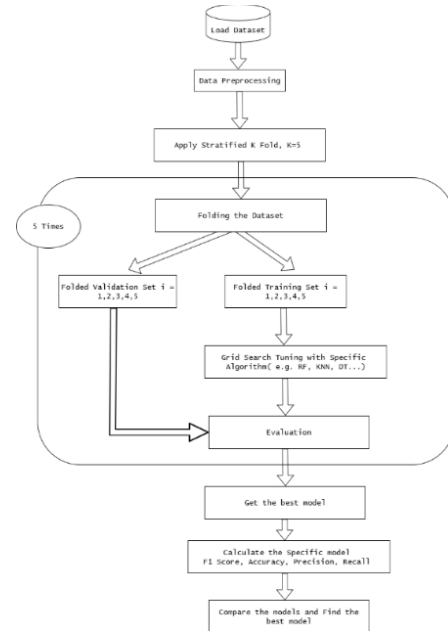 Load Dataset
Data Preprocessing
Apply Stratified K Fold, K=5
Folding the Dataset
5 Times
Folded Validation Set i =
1,2,3,4,5
Folded Training Set i =
1,2,3,4,5
Grid Search Tuning with Specific
Algorithm( e.g. RF, KNN, DT...)
Evaluation
Get the best model
Calculate the Specific model
F1 Score, Accuracy, Precision, Recall
Compare the models and Find the
best model